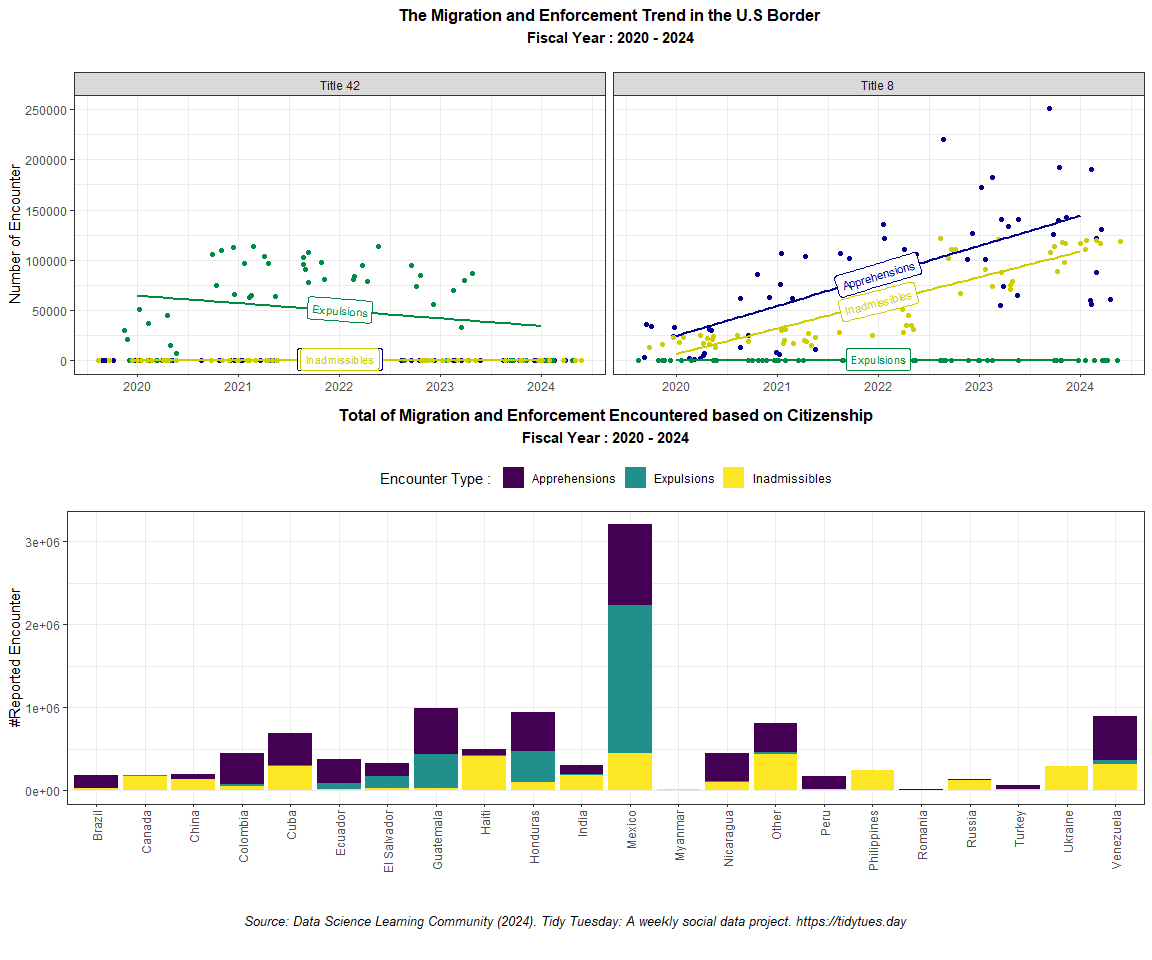 The Migration and Enforcement Trend in the U.S Border
Fiscal Year : 2020 - 2024
Title 42
Title 8
Number of Encounter
250000
200000
150000
100000
50000
0
Expulsions
Inadmissibles
Apprehensions
Inadmissibles
Expulsions
2020 2021 2022 2023 2024
2020 2021 2022 2023 2024
Total of Migration and Enforcement Encountered based on Citizenship
Fiscal Year : 2020 - 2024
Encounter Type : Apprehensions Expulsions Inadmissibles
#Reported Encounter
3e+06
2e+06
1e+06
0e+00
Brazil
Canada
China
Colombia
Cuba
Ecuador
El Salvador
Guatemala
Haiti
Honduras
India
Mexico
Myanmar
Nicaragua
Other
Peru
Philippines
Romania
Russia
Turkey
Ukraine
Venezuela
Source: Data Science Learning Community (2024). Tidy Tuesday: A weekly social data project. https://tidytues.day